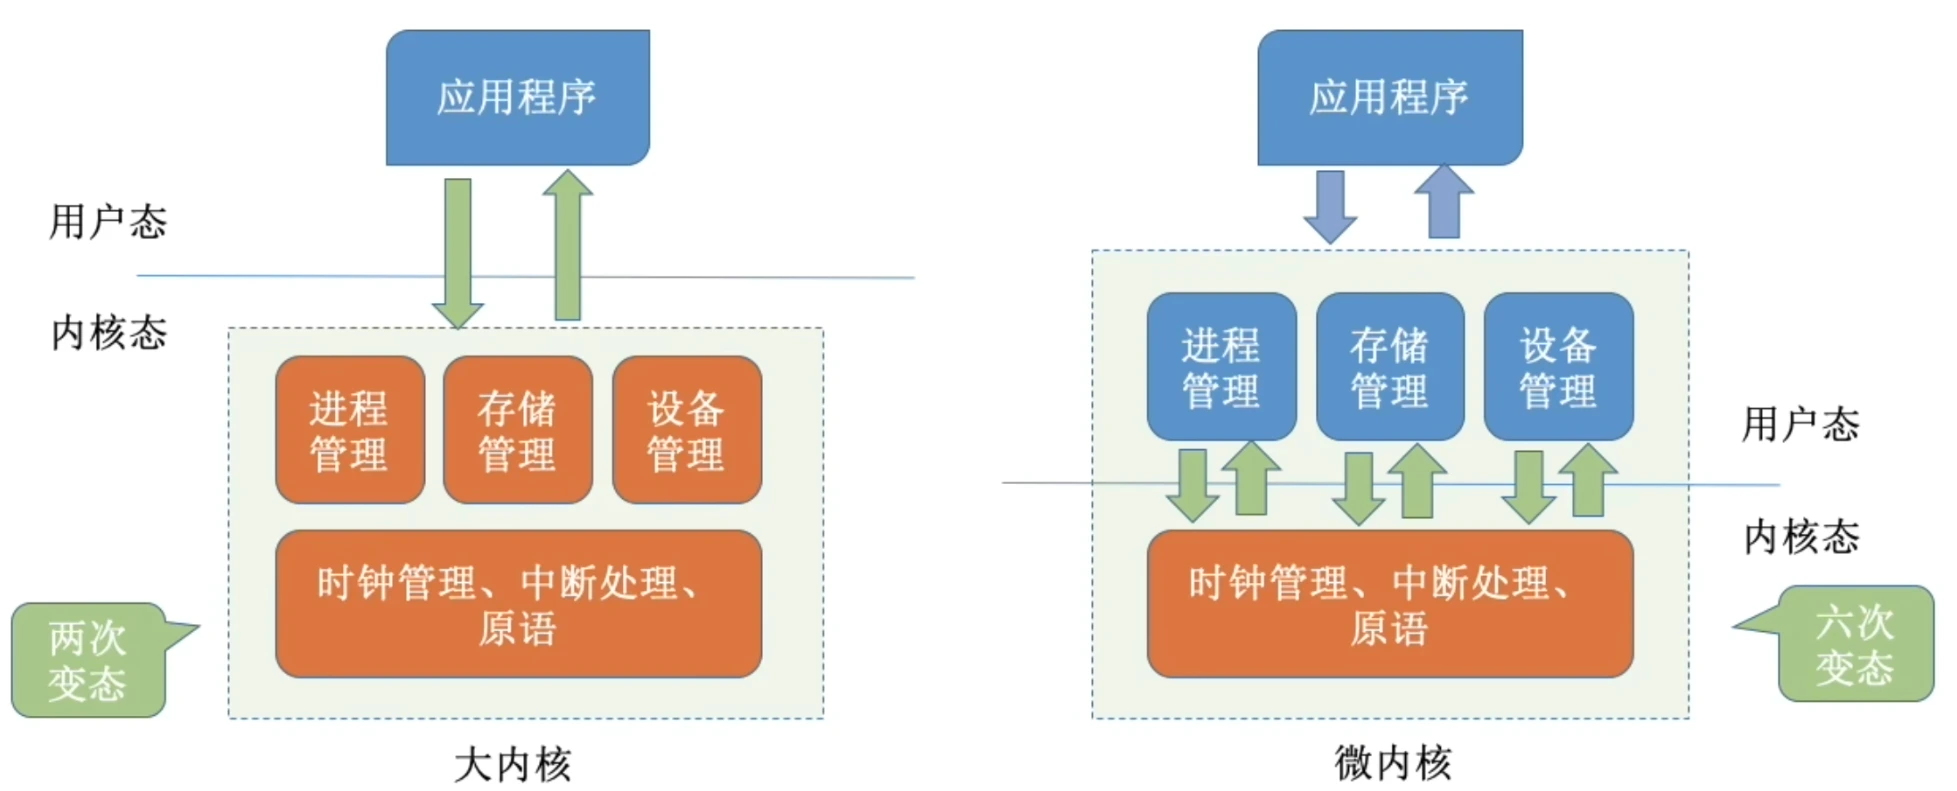 应用程序
用户态
内核态
进程
管理
存储
管理
设备
管理
时钟管理、中断处理、
原语
两次
变态
大内核
应用程序
进程
管理
存储
管理
设备
管理
用户态
内核态
时钟管理、中断处理、
原语
六次
变态
微内核